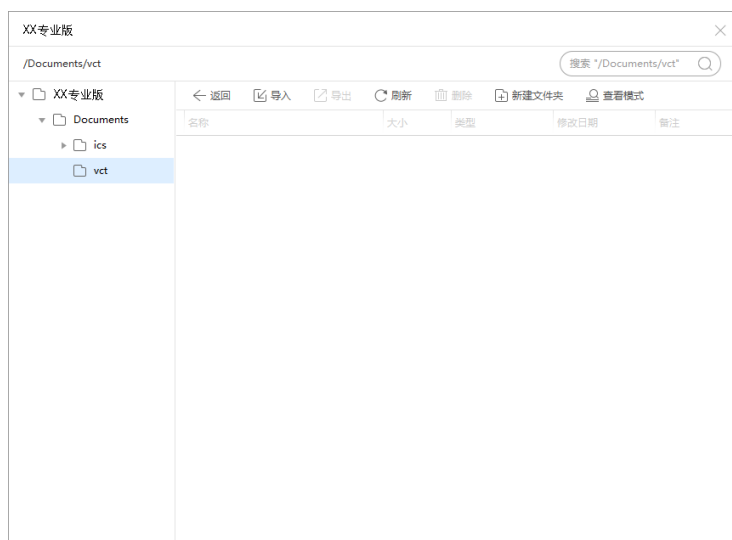 XX专业版
/Documents/vct
搜索 "/Documents/vct"
XX专业版
返回 导入 导出 刷新 删除 新建文件夹 查看模式
Documents
名称 大小 类型 修改日期 备注
ics
vct